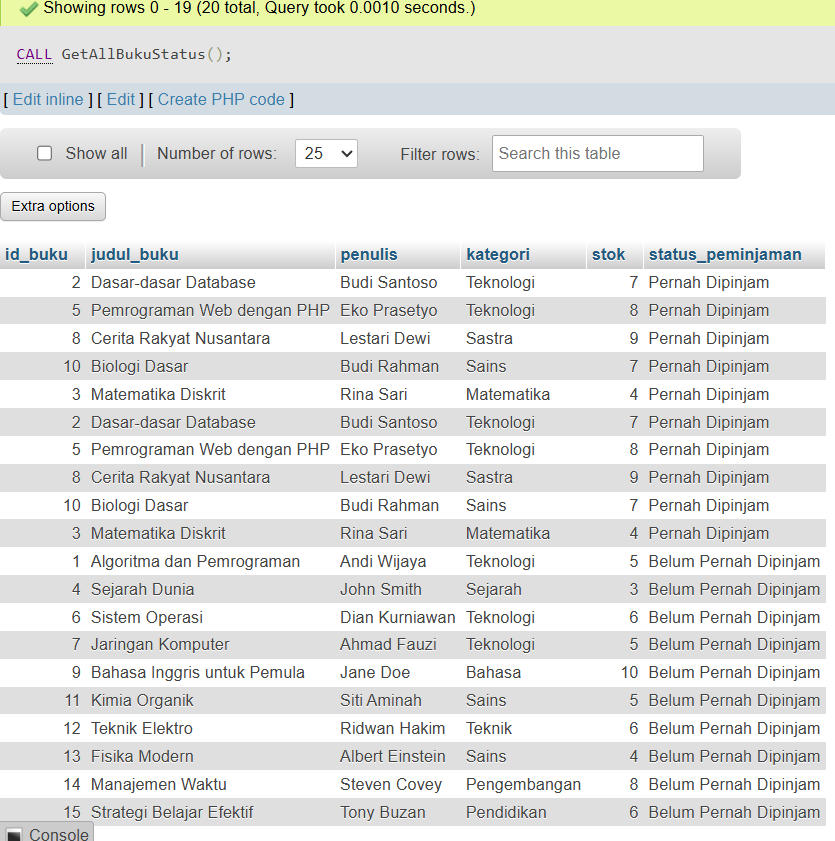 Showing rows 0 - 19 (20 total, Query took 0.0010 seconds.)
CALL GetAllBukuStatus();
[ Edit inline ] [ Edit ] [ Create PHP code ]
Show all Number of rows: 25 Filter rows: Search this table
Extra options
id_buku judul_buku penulis kategori stok status_peminjaman
2 Dasar-dasar Database Budi Santoso Teknologi 7 Pernah Dipinjam
5 Pemrograman Web dengan PHP Eko Prasetyo Teknologi 8 Pernah Dipinjam
8 Cerita Rakyat Nusantara Lestari Dewi Sastra 9 Pernah Dipinjam
10 Biologi Dasar Budi Rahman Sains 7 Pernah Dipinjam
3 Matematika Diskrit Rina Sari Matematika 4 Pernah Dipinjam
2 Dasar-dasar Database Budi Santoso Teknologi 7 Pernah Dipinjam
5 Pemrograman Web dengan PHP Eko Prasetyo Teknologi 8 Pernah Dipinjam
8 Cerita Rakyat Nusantara Lestari Dewi Sastra 9 Pernah Dipinjam
10 Biologi Dasar Budi Rahman Sains 7 Pernah Dipinjam
3 Matematika Diskrit Rina Sari Matematika 4 Pernah Dipinjam
1 Algoritma dan Pemrograman Andi Wijaya Teknologi 5 Belum Pernah Dipinjam
4 Sejarah Dunia John Smith Sejarah 3 Belum Pernah Dipinjam
6 Sistem Operasi Dian Kurniawan Teknologi 6 Belum Pernah Dipinjam
7 Jaringan Komputer Ahmad Fauzi Teknologi 5 Belum Pernah Dipinjam
9 Bahasa Inggris untuk Pemula Jane Doe Bahasa 10 Belum Pernah Dipinjam
11 Kimia Organik Siti Aminah Sains 5 Belum Pernah Dipinjam
12 Teknik Elektro Ridwan Hakim Teknik 6 Belum Pernah Dipinjam
13 Fisika Modern Albert Einstein Sains 4 Belum Pernah Dipinjam
14 Manajemen Waktu Steven Covey Pengembangan 8 Belum Pernah Dipinjam
15 Strategi Belajar Efektif Tony Buzan Pendidikan 6 Belum Pernah Dipinjam
Console